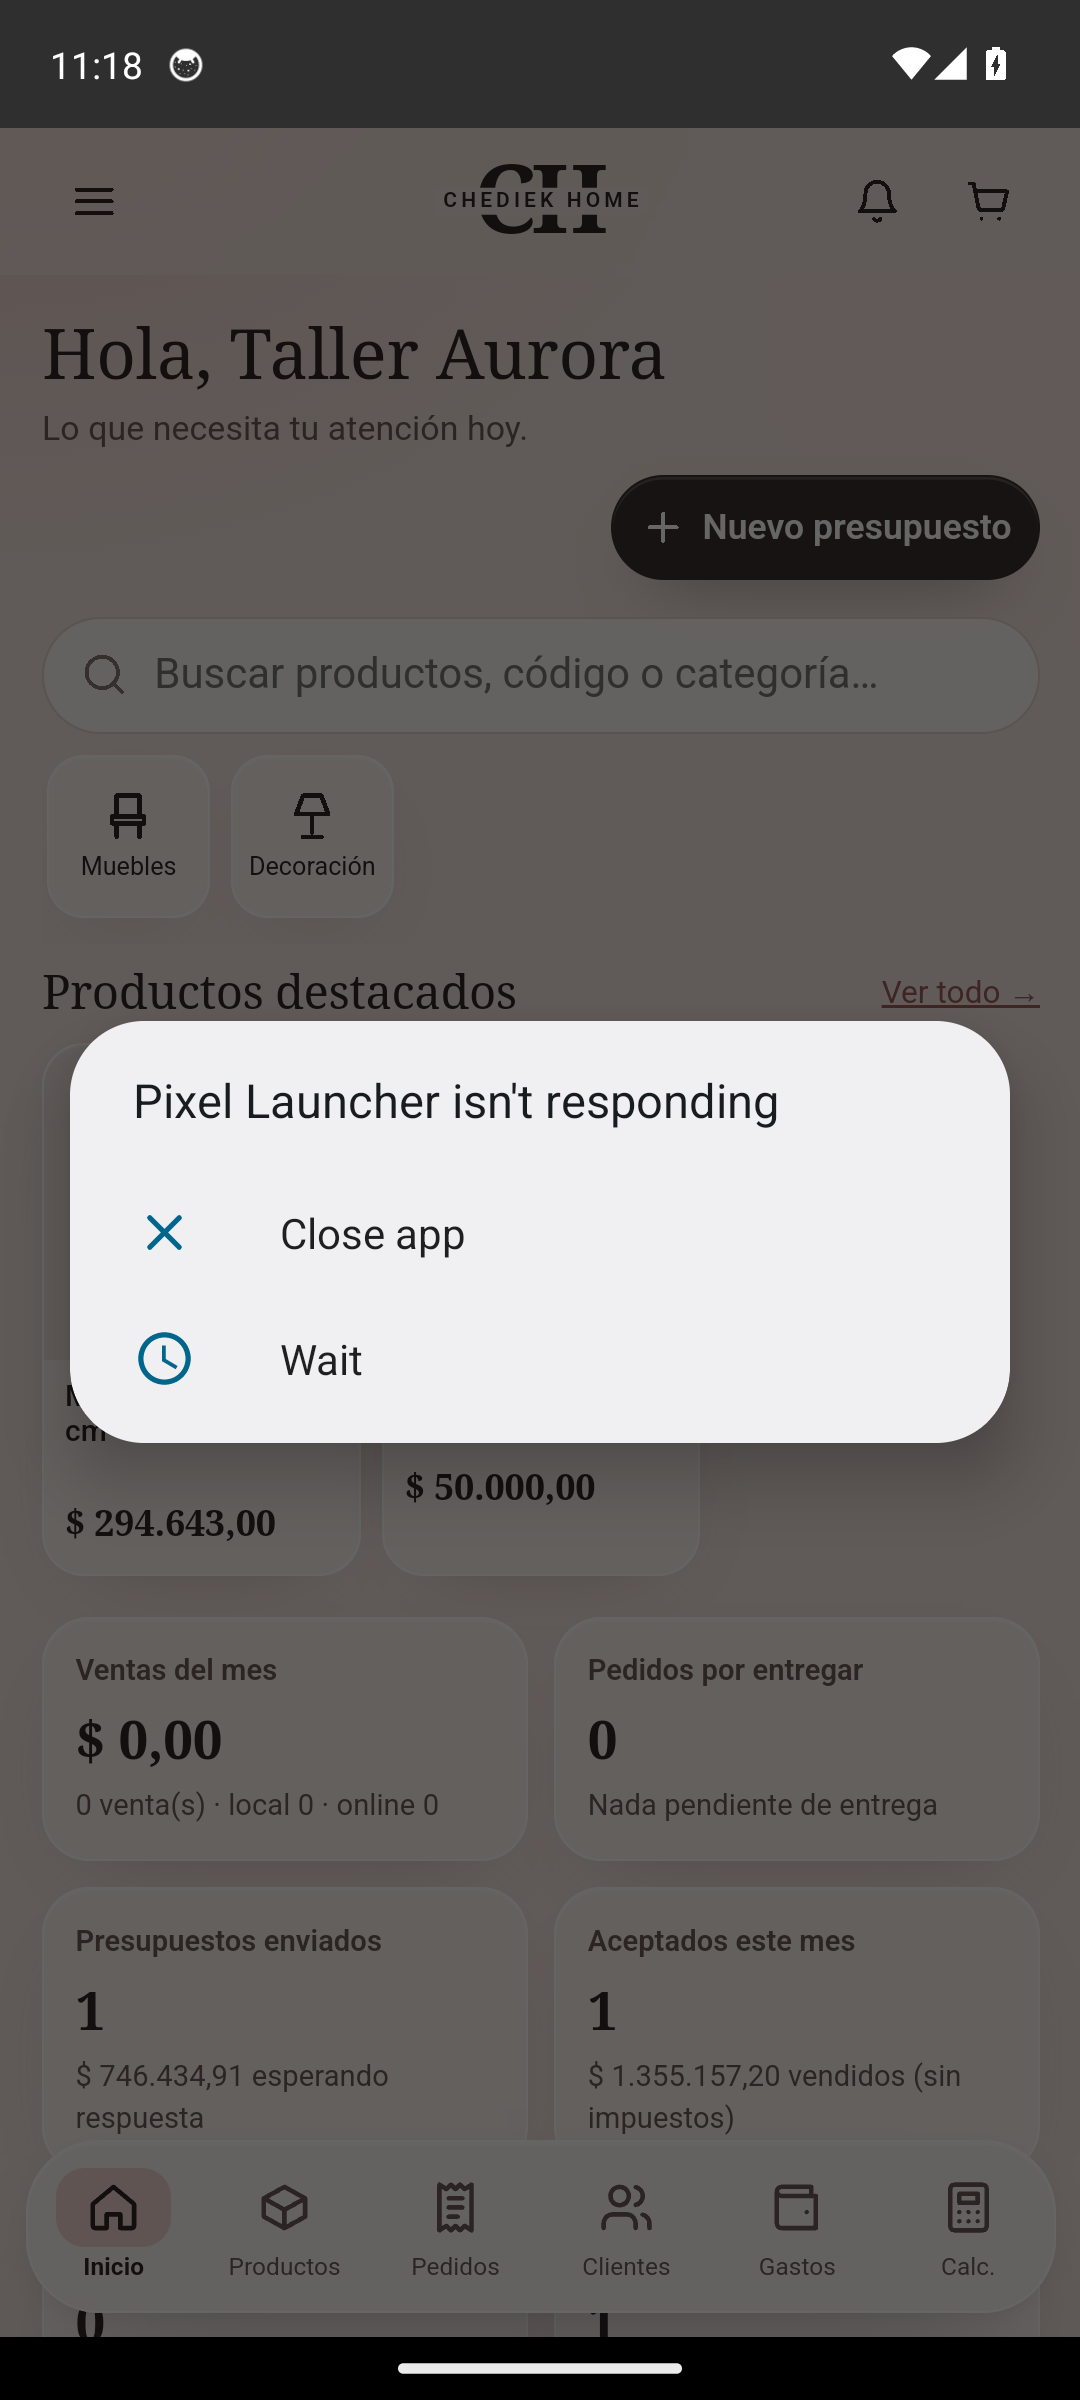 11:18
CH
CHEDIEK HOME
Hola, Taller Aurora
Lo que necesita tu atención hoy.
Nuevo presupuesto
Buscar productos, código o categoría…
Muebles
Decoración
Productos destacados
Ver todo →
Pixel Launcher isn't responding
Close app
Wait
cm
$ 50.000,00
$ 294.643,00
Ventas del mes
$ 0,00
0 venta(s) · local 0 · online 0
Pedidos por entregar
0
Nada pendiente de entrega
Presupuestos enviados
1
$ 746.434,91 esperando
respuesta
Aceptados este mes
1
$ 1.355.157,20 vendidos (sin
impuestos)
Inicio
Productos
Pedidos
Clientes
Gastos
Calc.